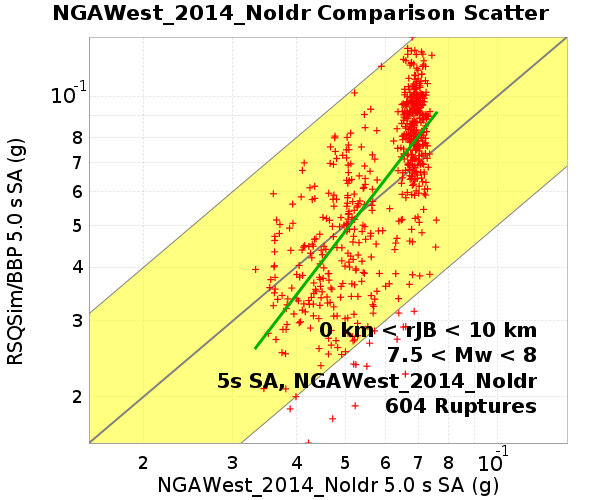 NGAWest_2014_NoIdr Comparison Scatter
RSQSim/BBP 5.0 s SA (g)
10⁻¹
8
7
6
5
4
3
2
0 km < rJB < 10 km
7.5 < Mw < 8
5s SA, NGAWest_2014_NoIdr
604 Ruptures
2 3 4 5 6 7 8 10⁻¹
NGAWest_2014_NoIdr 5.0 s SA (g)